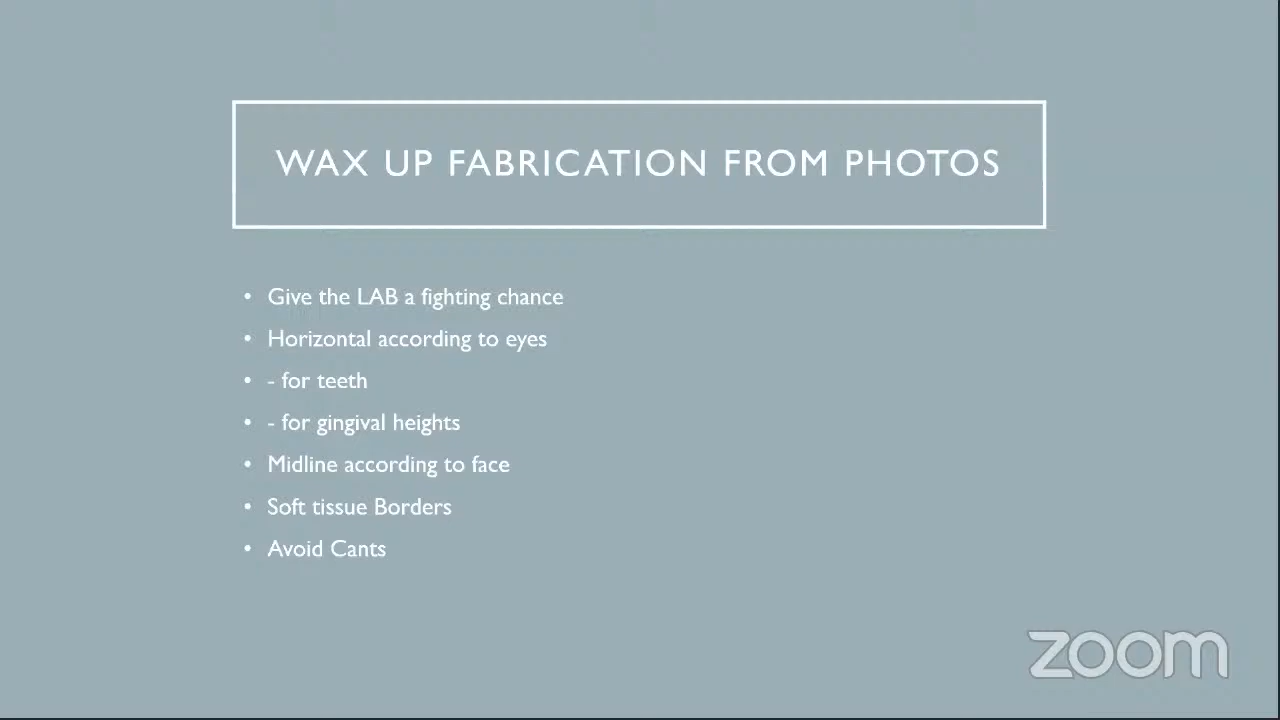 WAX UP FABRICATION FROM PHOTOS
• Give the LAB a fighting chance
• Horizontal according to eyes
• - for teeth
• - for gingival heights
• Midline according to face
• Soft tissue Borders
• Avoid Cants
zoom